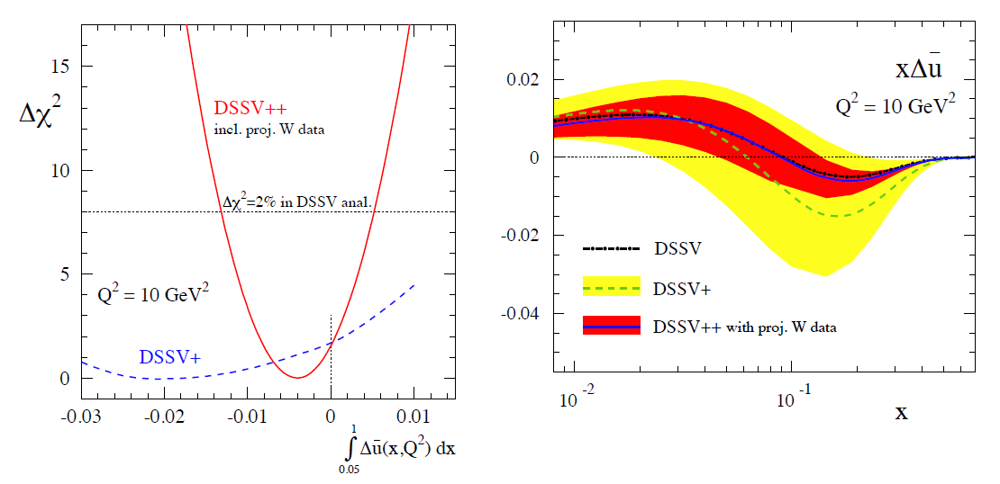 Δχ²
15
10
5
0
DSSV++
incl. proj. W data
Δχ²=2% in DSSV anal.
Q² = 10 GeV²
DSSV+
-0.03
-0.02
-0.01
0
0.01
∫₀.₀₅¹ Δū(x,Q²) dx
0.02
0
-0.02
-0.04
xΔū
Q² = 10 GeV²
DSSV
DSSV+
DSSV++ with proj. W data
10⁻²
10⁻¹
x